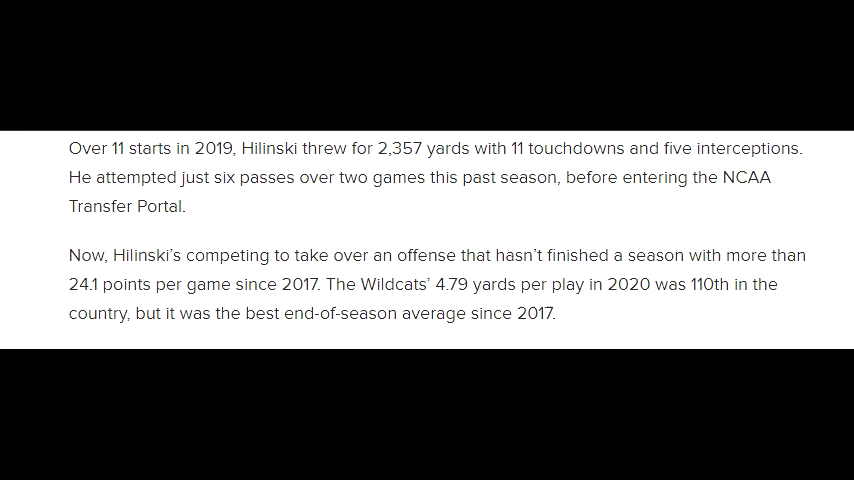 Over 11 starts in 2019, Hilinski threw for 2,357 yards with 11 touchdowns and five interceptions.
He attempted just six passes over two games this past season, before entering the NCAA
Transfer Portal.
Now, Hilinski’s competing to take over an offense that hasn’t finished a season with more than
24.1 points per game since 2017. The Wildcats’ 4.79 yards per play in 2020 was 110th in the
country, but it was the best end-of-season average since 2017.